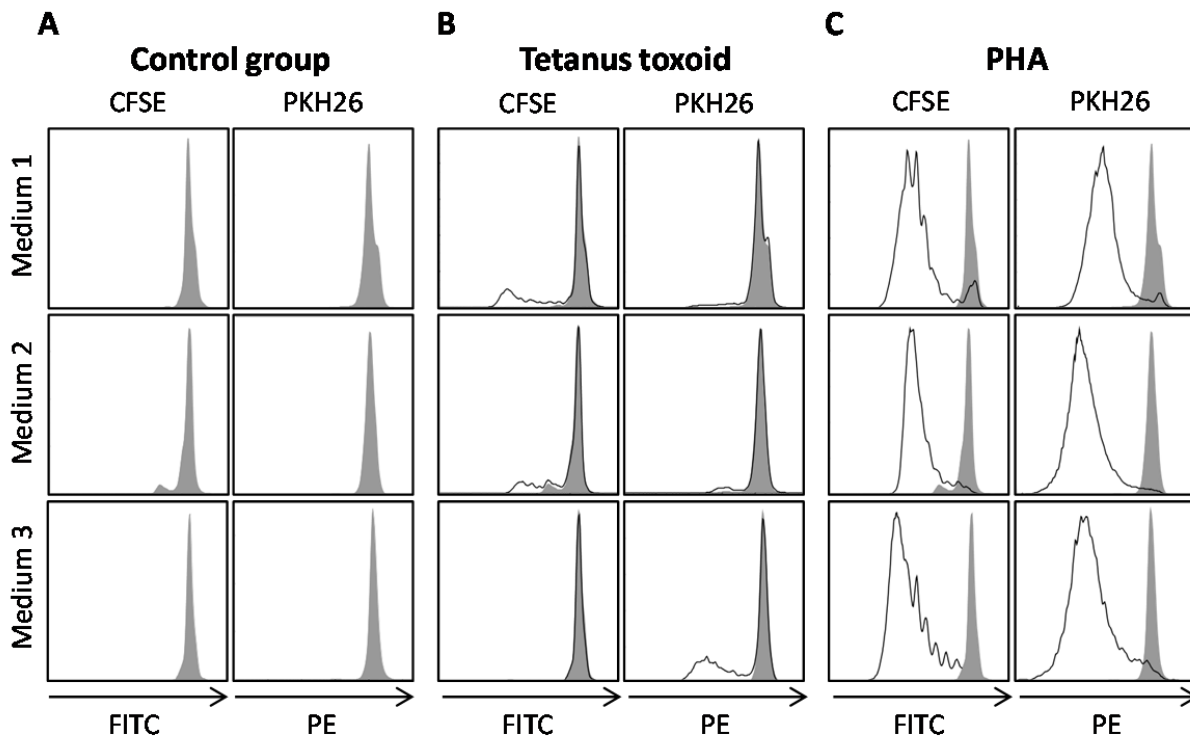 A B C
Control group Tetanus toxoid PHA
CFSE PKH26 CFSE PKH26 CFSE PKH26
Medium 1
Medium 2
Medium 3
FITC PE FITC PE FITC PE